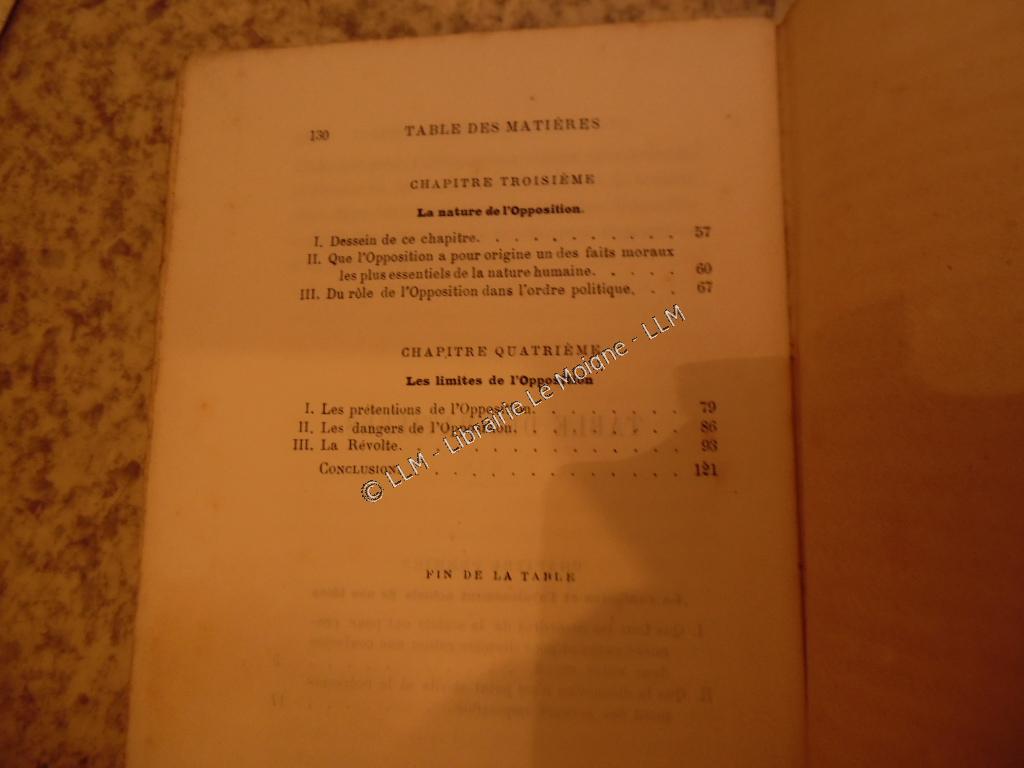 130 TABLE DES MATIÈRES
CHAPITRE TROISIÈME
La nature de l'Opposition.
I. Dessein de ce chapitre. . . . . . . . . . . 57
II. Que l'Opposition a pour origine un des faits moraux
les plus essentiels de la nature humaine. . . . . 60
III. Du rôle de l'Opposition dans l'ordre politique. . . 67
CHAPITRE QUATRIÈME
Les limites de l'Opposition
I. Les prétentions de l'Opposition. . . . . . . . 79
II. Les dangers de l'Opposition. . . . . . . . . 86
III. La Révolte. . . . . . . . . . . . . . 93
CONCLUSION. . . . . . . . . . . . . 121
© LLM - Librairie Le Moigne - LLM
FIN DE LA TABLE